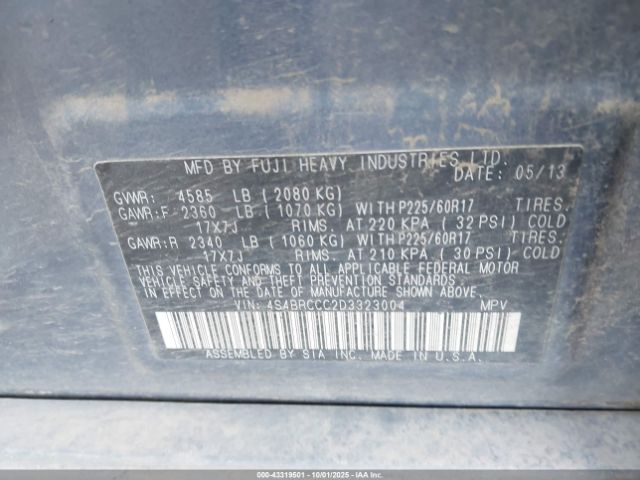 MFD BY FUJI HEAVY INDUSTRIES LTD.
DATE: 05/13
GVWR: 4585 LB (2080 KG)
GAWR:F 2360 LB (1070 KG) WITH P225/60R17 TIRES.
17X7J RIMS. AT 220 KPA (32 PSI) COLD
GAWR:R 2340 LB (1060 KG) WITH P225/60R17 TIRES.
17X7J RIMS. AT 210 KPA (30 PSI) COLD
THIS VEHICLE CONFORMS TO ALL APPLICABLE FEDERAL MOTOR
VEHICLE SAFETY AND THEFT PREVENTION STANDARDS IN EFFECT
ON THE DATE OF MANUFACTURE SHOWN ABOVE.
VIN: 4S4BRCCC2D3323004 MPV
ASSEMBLED BY SIA INC. MADE IN U.S.A.
000-43319501 - 10/01/2025 - iaai.com